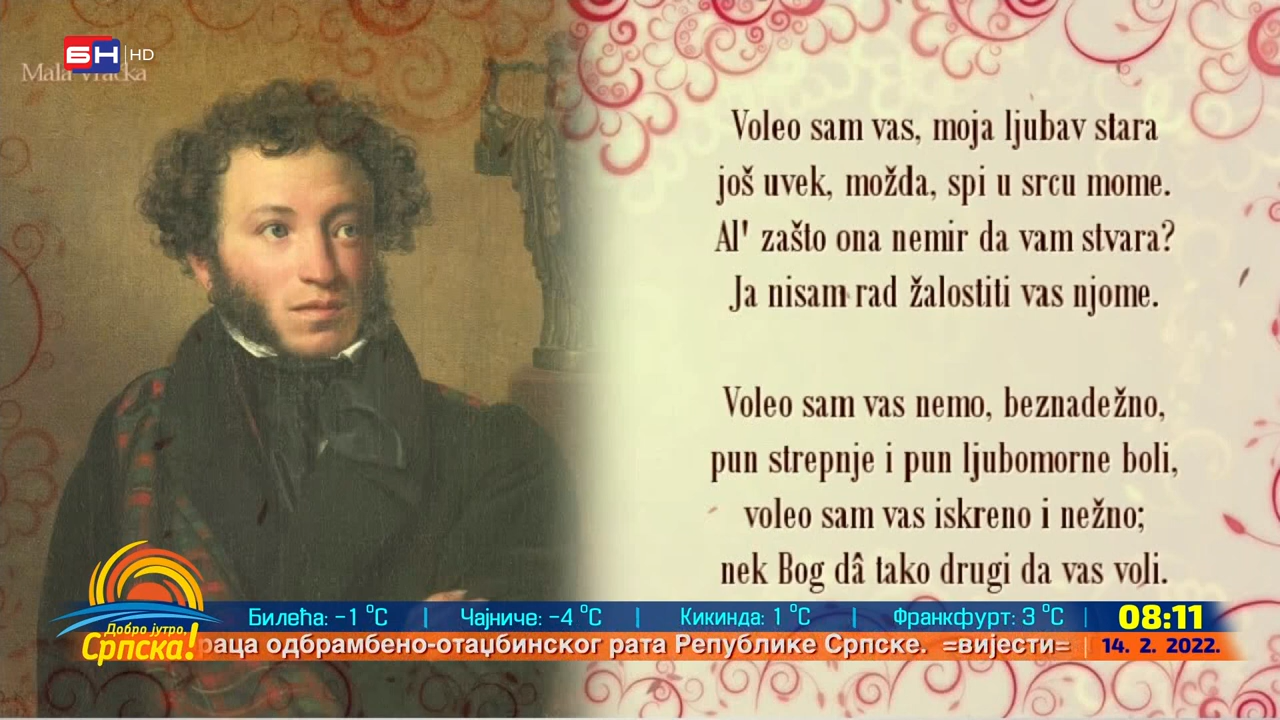 БН HD
Mala Vračka
Voleo sam vas, moja ljubav stara
još uvek, možda, spi u srcu mome.
Al' zašto ona nemir da vam stvara?
Ja nisam rad žalostiti vas njome.
Voleo sam vas nemo, beznadežno,
pun strepnje i pun ljubomorne boli,
voleo sam vas iskreno i nežno;
nek Bog dâ tako drugi da vas voli.
Билећа: –1 °C | Чајниче: –4 °C | Кикинда: 1 °C | Франкфурт: 3 °C | 08:11
Добро јутро,
Српска!
раца одбрамбено-отаџбинског рата Републике Српске. =вијести= 14. 2. 2022.